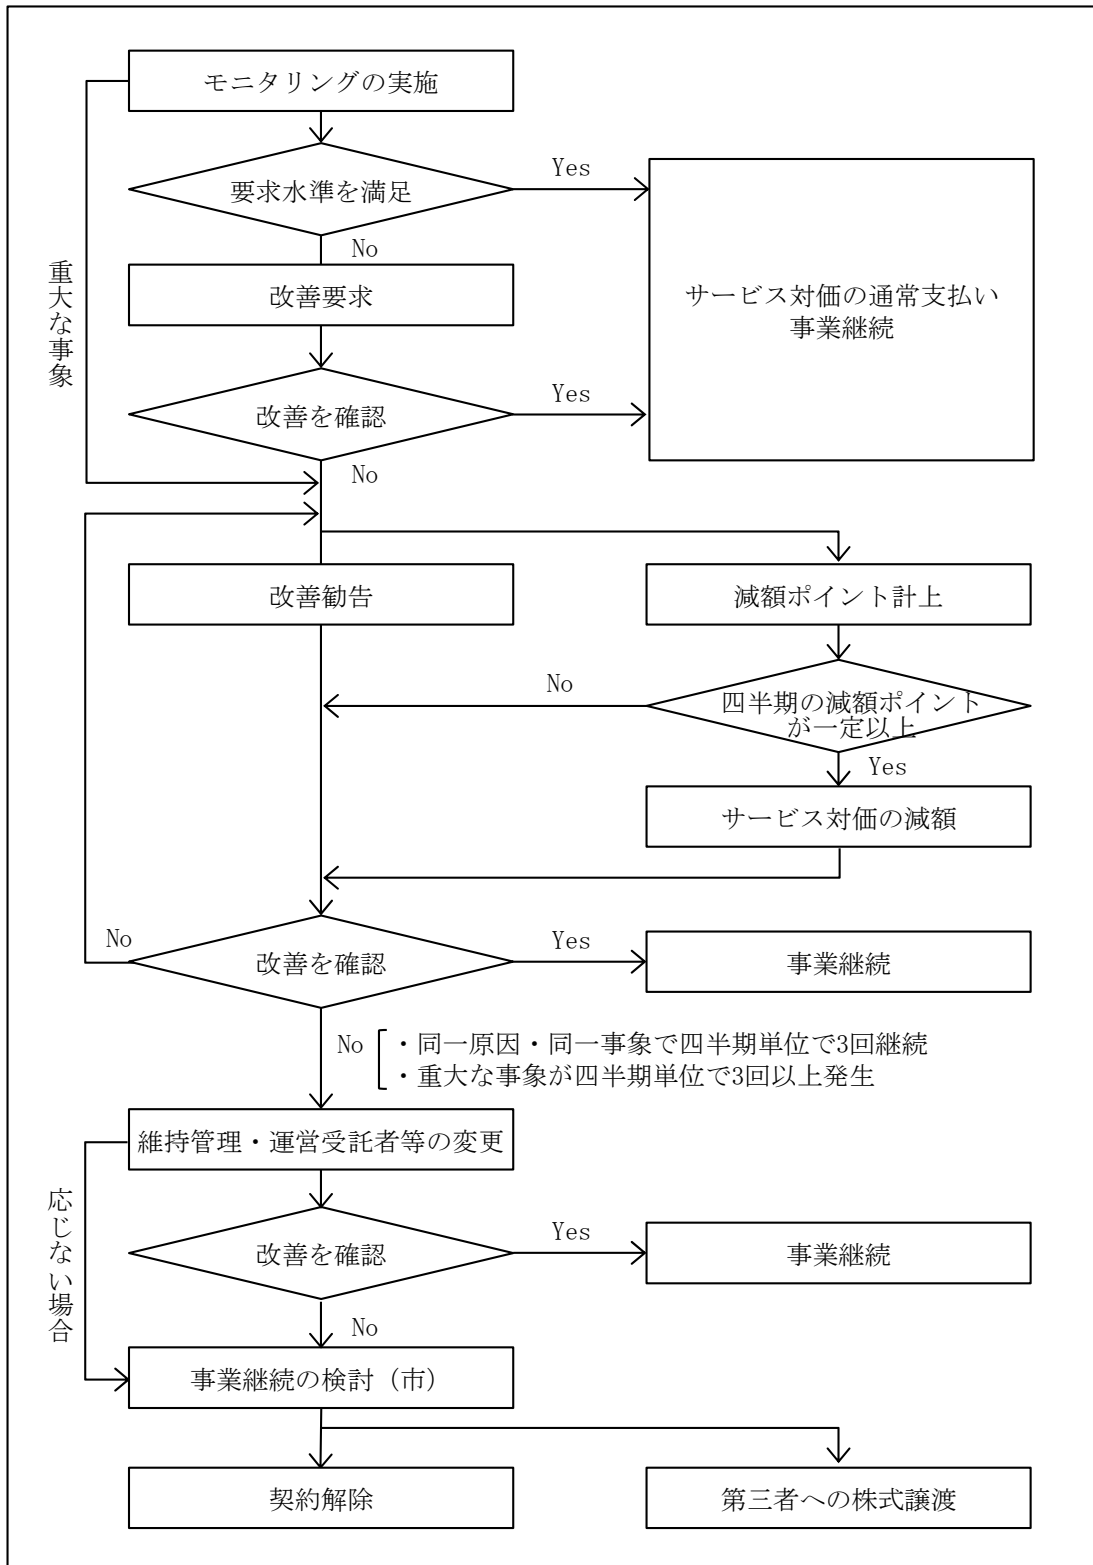 モニタリングの実施
要求水準を満足
Yes
サービス対価の通常支払い
事業継続
No
改善要求
重大な事象
改善を確認
Yes
No
改善勧告
減額ポイント計上
四半期の減額ポイント
が一定以上
No
Yes
サービス対価の減額
No
改善を確認
Yes
事業継続
No
・同一原因・同一事象で四半期単位で3回継続
・重大な事象が四半期単位で3回以上発生
維持管理・運営受託者等の変更
応じない場合
改善を確認
Yes
事業継続
No
事業継続の検討（市）
契約解除
第三者への株式譲渡